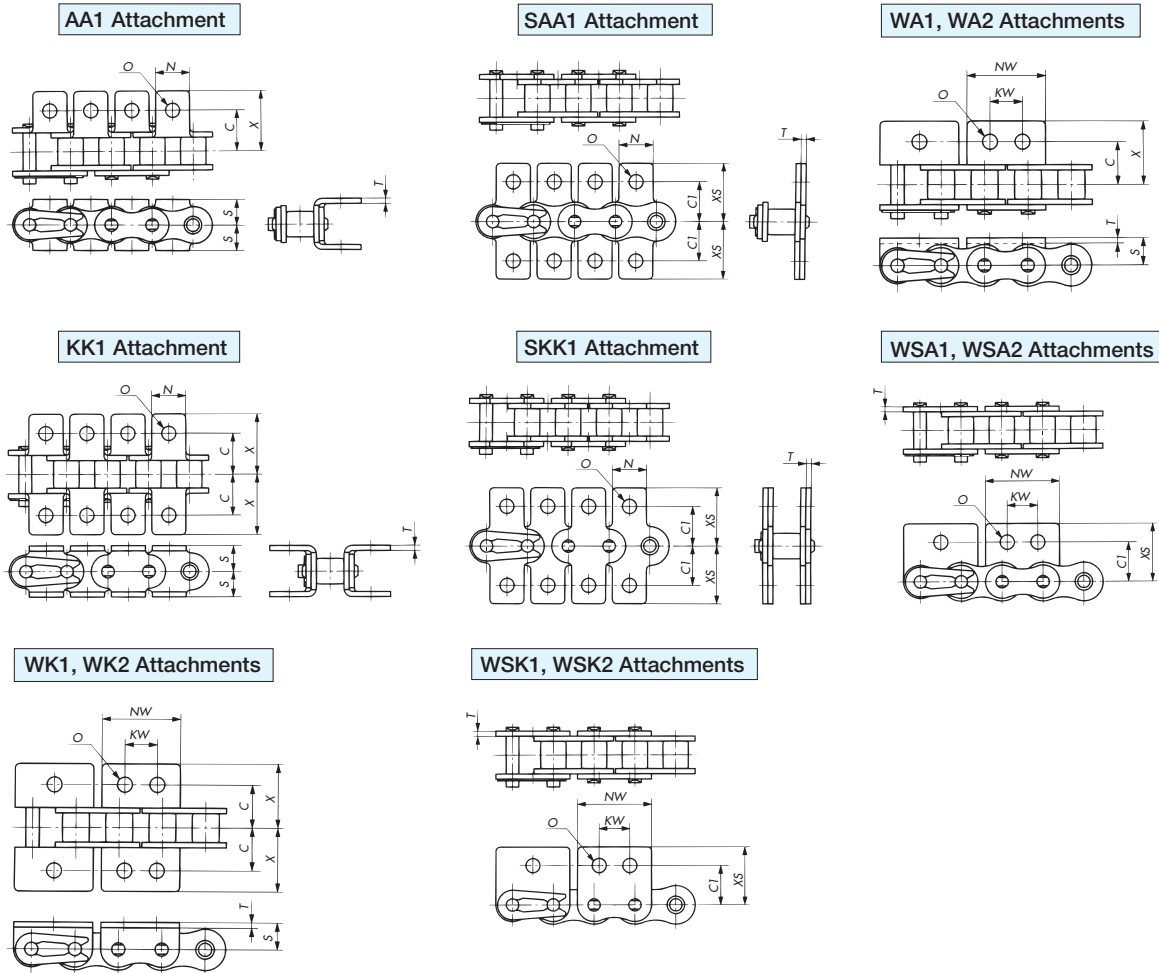 AA1 Attachment
O
N
C
X
S
S
T
SAA1 Attachment
O
N
T
C1
XS
C1
XS
WA1, WA2 Attachments
NW
KW
O
C
X
T
S
KK1 Attachment
O
N
C
X
C
X
S
S
T
SKK1 Attachment
O
N
T
C1
XS
C1
XS
WSA1, WSA2 Attachments
T
NW
KW
O
C1
XS
WK1, WK2 Attachments
NW
KW
O
C
X
C
X
T
S
WSK1, WSK2 Attachments
T
NW
KW
O
C1
XS